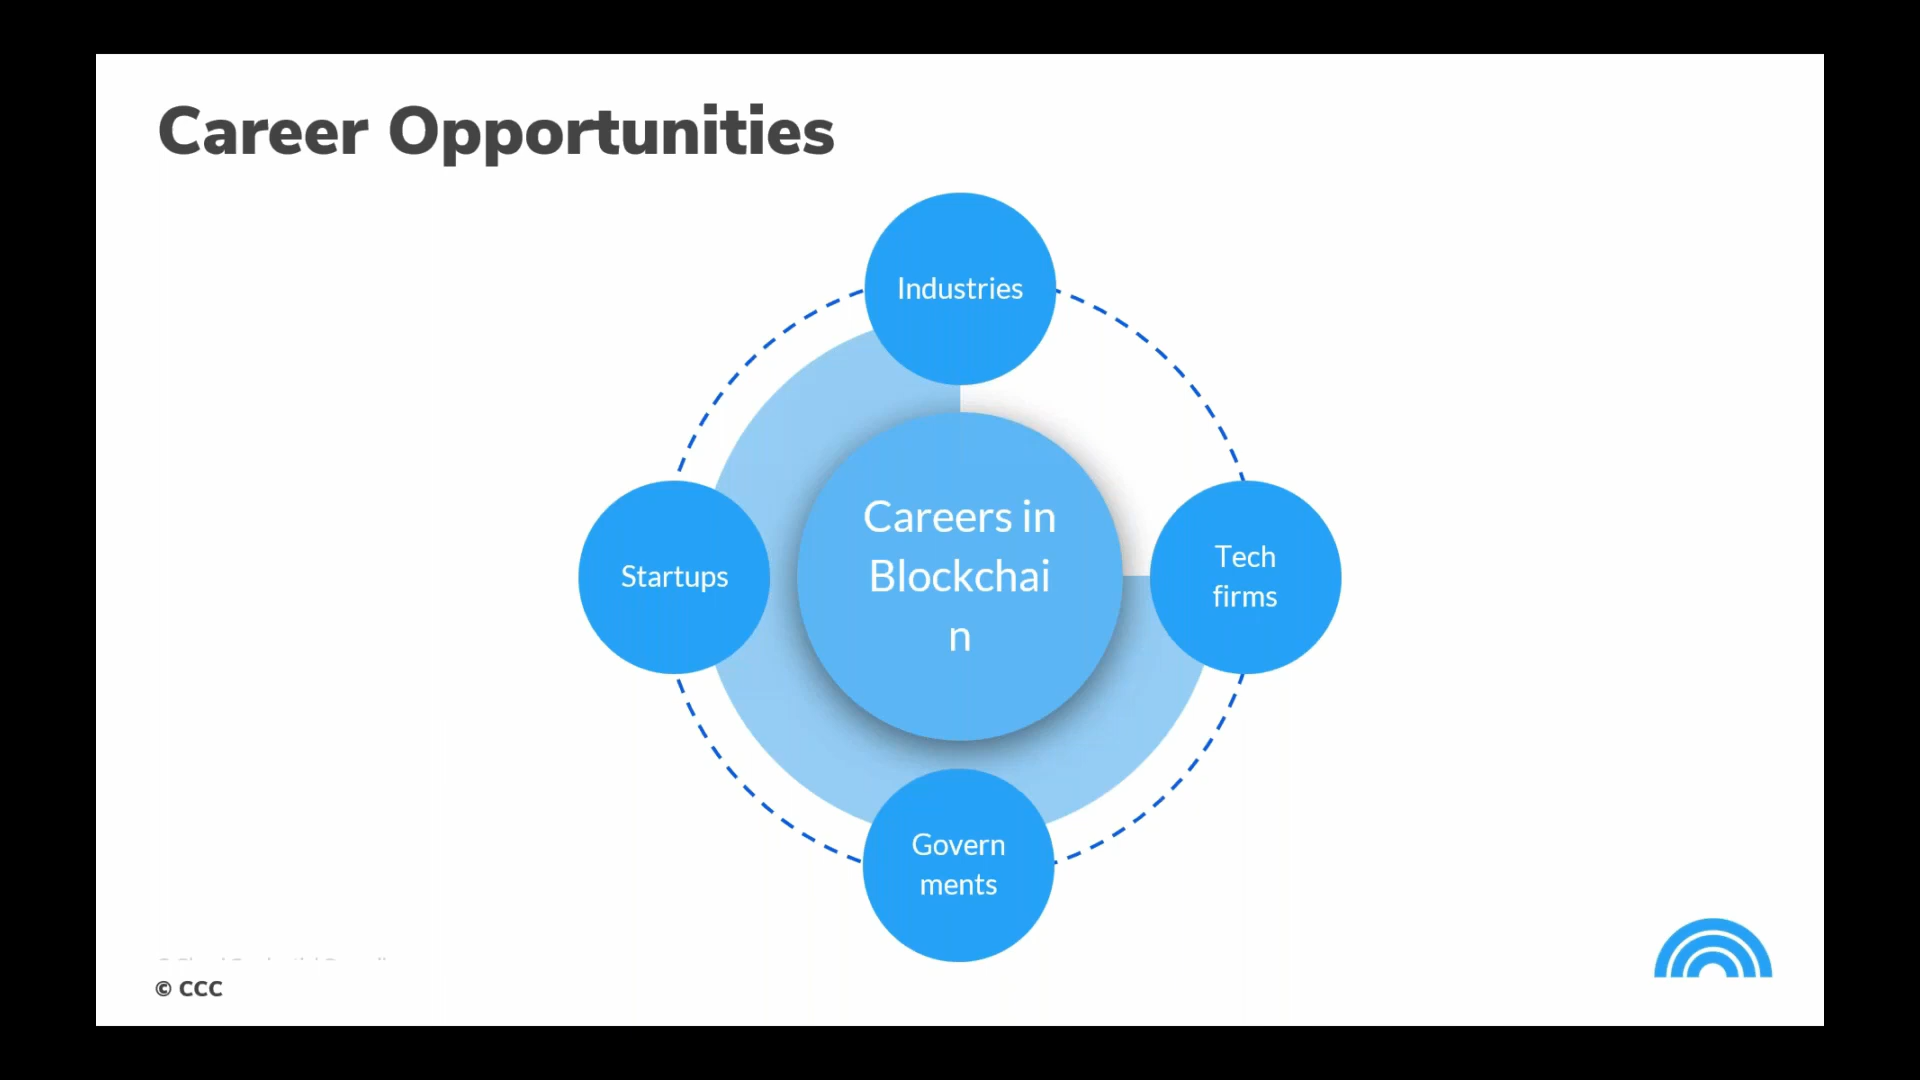 Career Opportunities
Industries
Careers in
Blockchai
n
Startups
Tech
firms
Govern
ments
© CCC